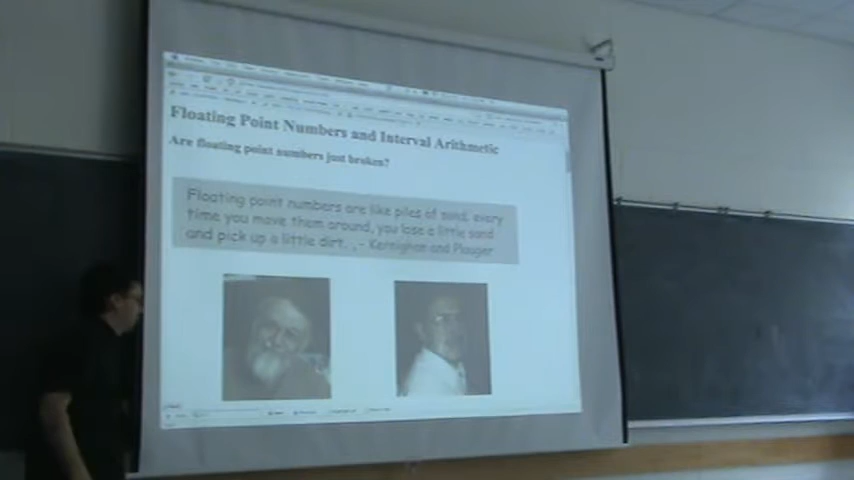 Floating Point Numbers and Interval Arithmetic
Are floating point numbers just broken?
Floating point numbers are like piles of sand, every
time you move them around, you lose a little sand
and pick up a little dirt. , - Kernighan and Plauger